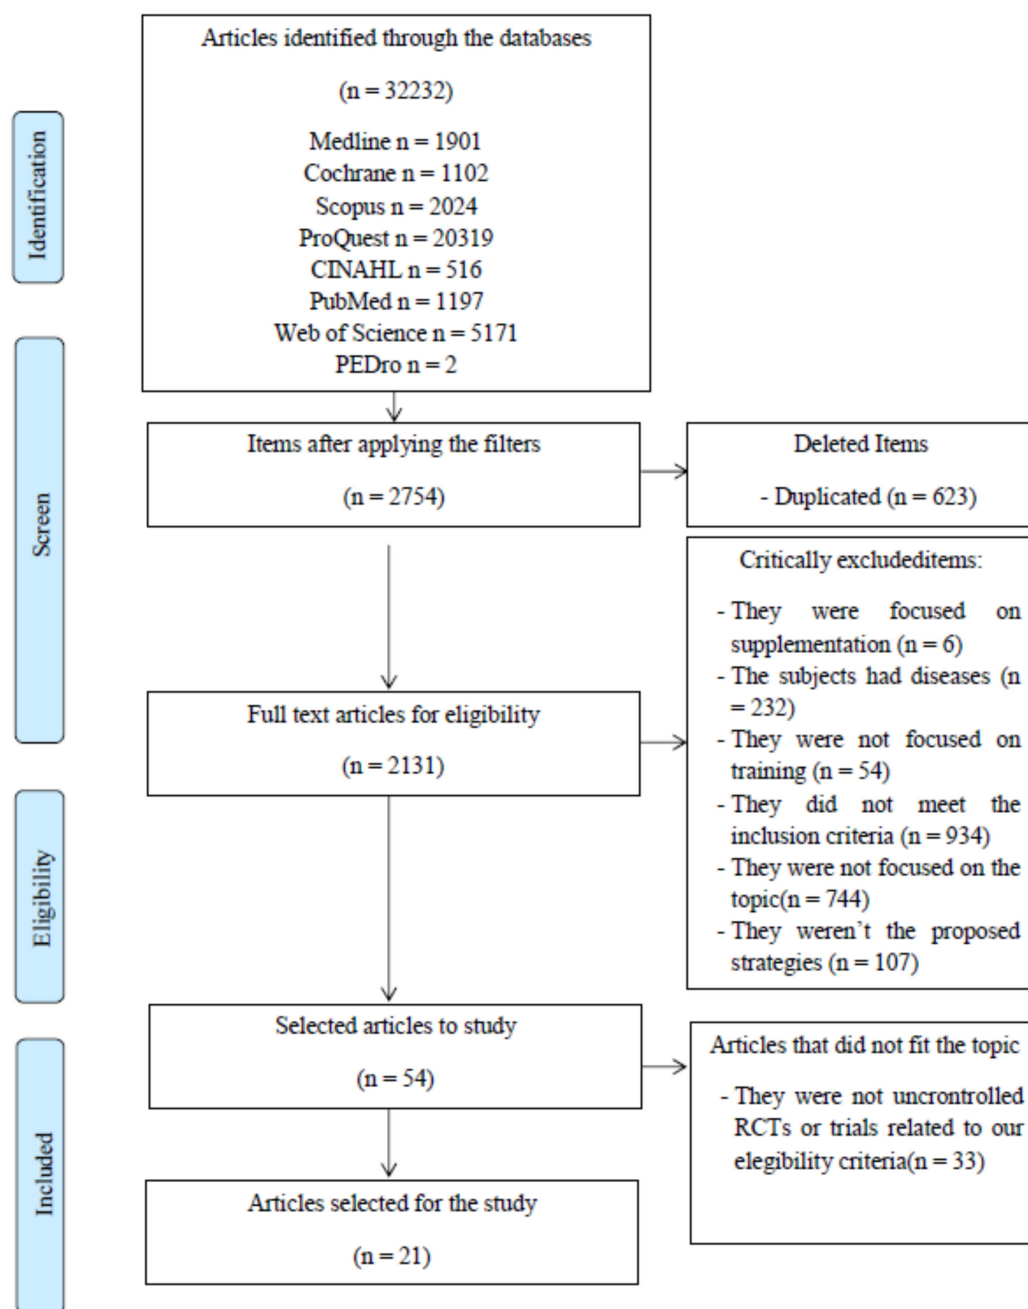 Articles identified through the databases
(n = 32232)
Medline n = 1901
Cochrane n = 1102
Scopus n = 2024
ProQuest n = 20319
CINAHL n = 516
PubMed n = 1197
Web of Science n = 5171
PEDro n = 2
Identification
Items after applying the filters
(n = 2754)
Deleted Items
- Duplicated (n = 623)
Screen
Critically excludeditems:
- They were focused on
supplementation (n = 6)
- The subjects had diseases (n
= 232)
- They were not focused on
training (n = 54)
- They did not meet the
inclusion criteria (n = 934)
- They were not focused on the
topic(n = 744)
- They weren't the proposed
strategies (n = 107)
Full text articles for eligibility
(n = 2131)
Eligibility
Selected articles to study
(n = 54)
Articles that did not fit the topic
- They were not uncrontrolled
RCTs or trials related to our
elegibility criteria(n = 33)
Included
Articles selected for the study
(n = 21)